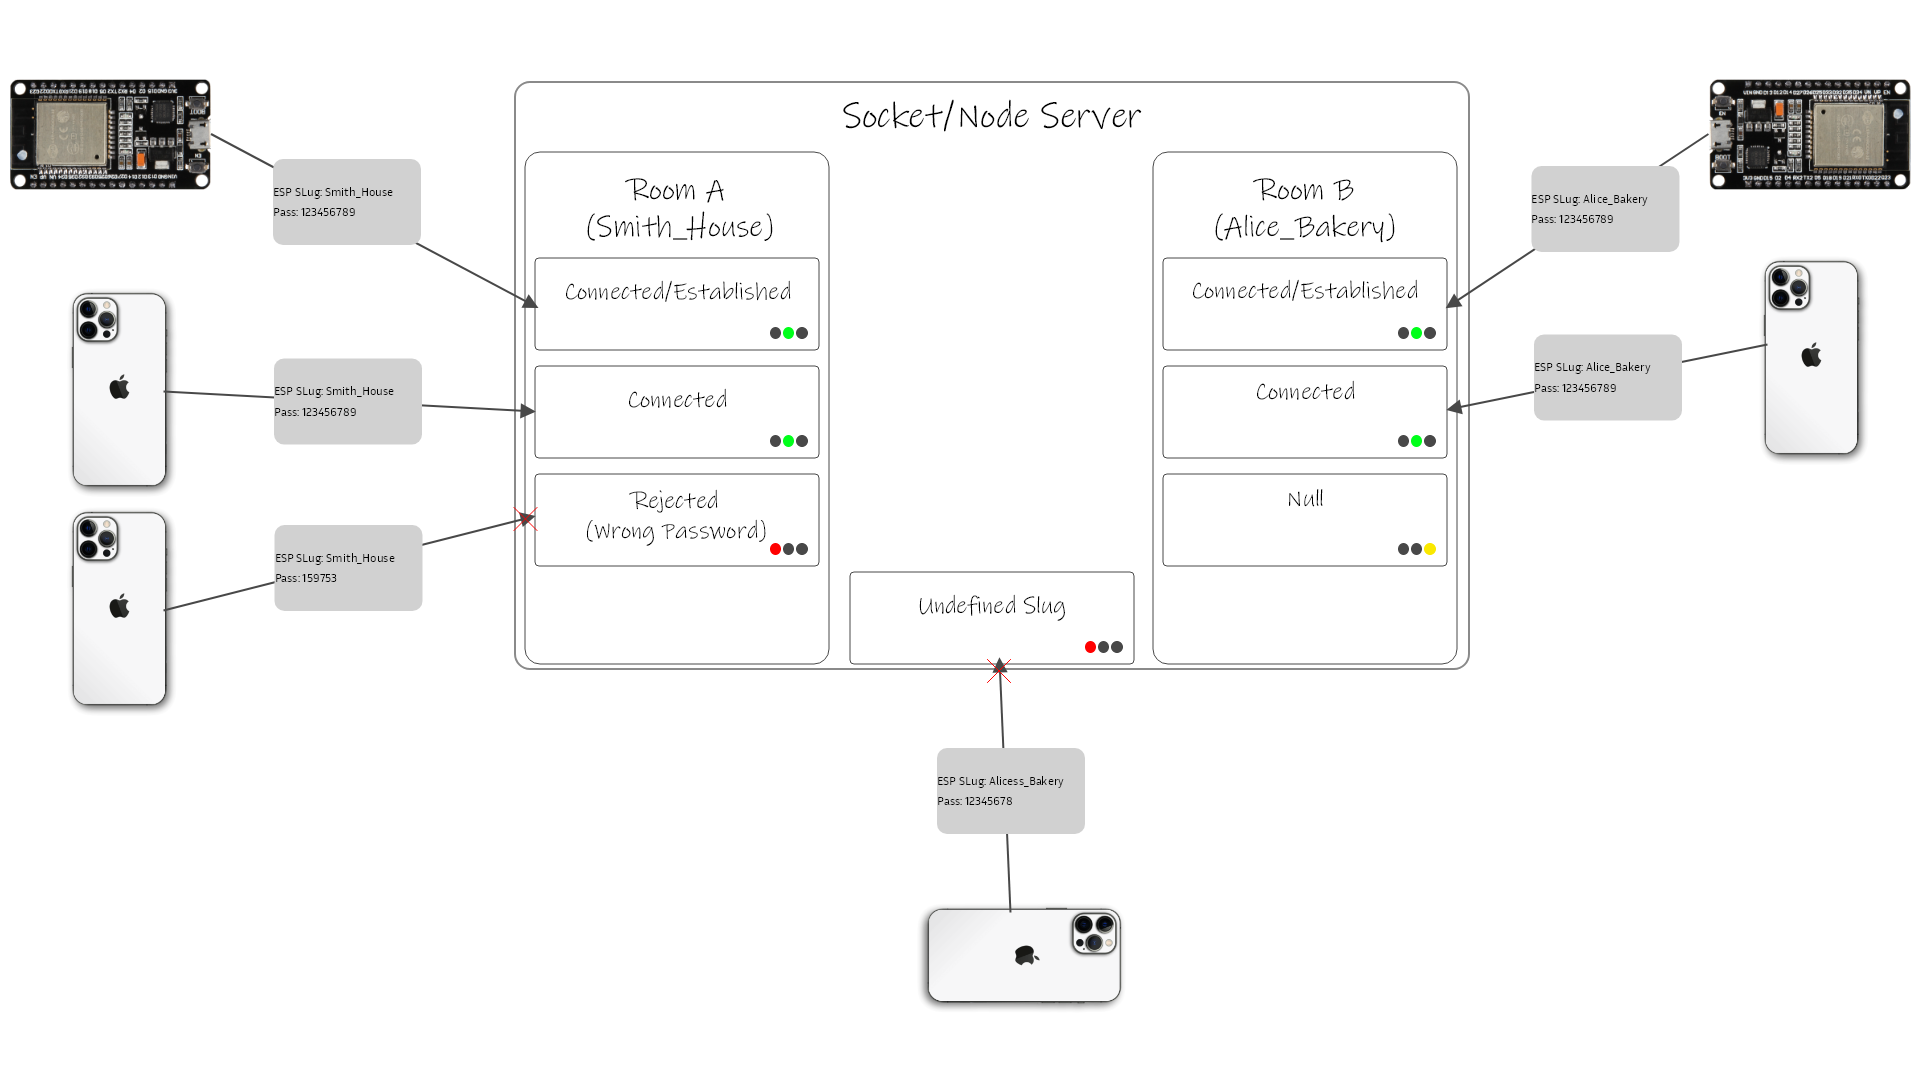 Socket/Node Server
Room A
(Smith_House)
Connected/Established
Connected
Rejected
(Wrong Password)
Room B
(Alice_Bakery)
Connected/Established
Connected
Null
Undefined Slug
ESP SLug: Smith_House
Pass: 123456789
ESP SLug: Smith_House
Pass: 123456789
ESP SLug: Smith_House
Pass: 159753
ESP SLug: Alice_Bakery
Pass: 123456789
ESP SLug: Alice_Bakery
Pass: 123456789
ESP SLug: Alicess_Bakery
Pass: 12345678